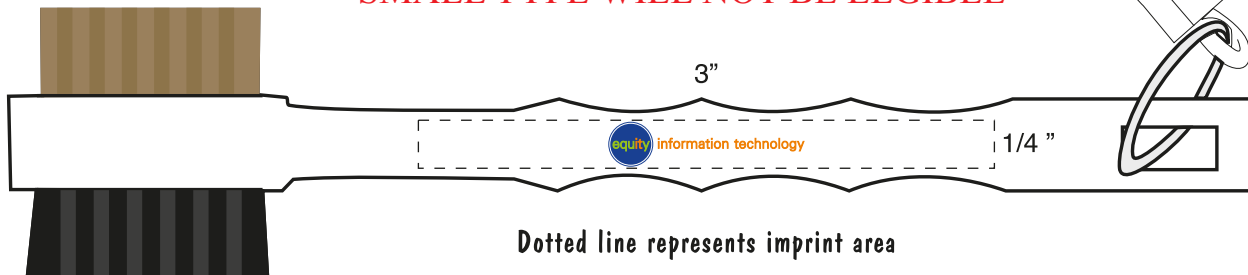 SMALL TYPE WILL NOT BE LEGIBLE
3”
equity information technology
1/4 ”
Dotted line represents imprint area